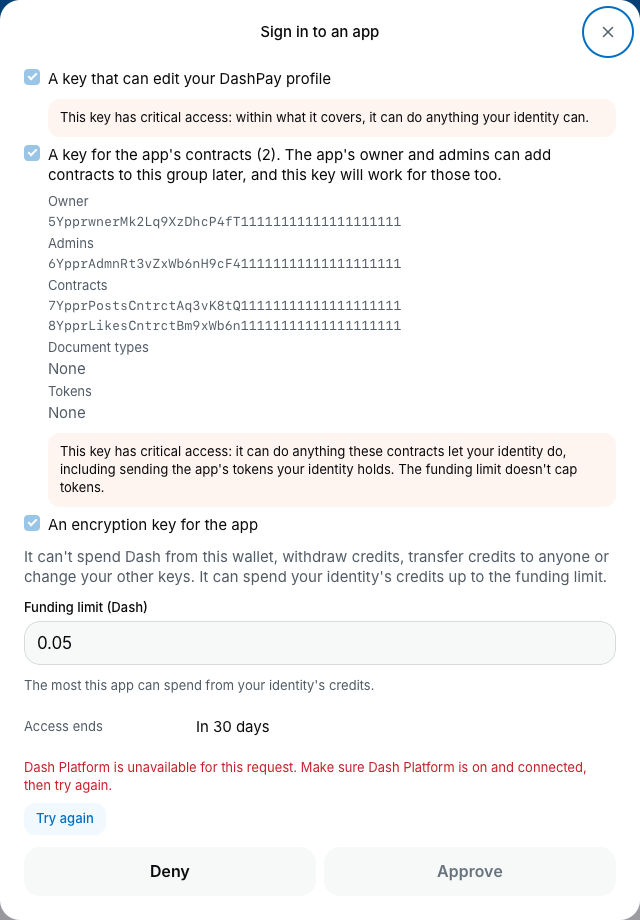 Sign in to an app
A key that can edit your DashPay profile
This key has critical access: within what it covers, it can do anything your identity can.
A key for the app's contracts (2). The app's owner and admins can add
contracts to this group later, and this key will work for those too.
Owner
5YpprwnerMk2Lq9XzDhcP4fT11111111111111111111
Admins
6YpprAdmnRt3vZxWb6nH9cF411111111111111111111
Contracts
7YpprPostsCntrctAq3vK8tQ11111111111111111111
8YpprLikesCntrctBm9xWb6n11111111111111111111
Document types
None
Tokens
None
This key has critical access: it can do anything these contracts let your identity do,
including sending the app's tokens your identity holds. The funding limit doesn't cap
tokens.
An encryption key for the app
It can't spend Dash from this wallet, withdraw credits, transfer credits to anyone or
change your other keys. It can spend your identity's credits up to the funding limit.
Funding limit (Dash)
0.05
The most this app can spend from your identity's credits.
Access ends In 30 days
Dash Platform is unavailable for this request. Make sure Dash Platform is on and connected,
then try again.
Try again
Deny Approve